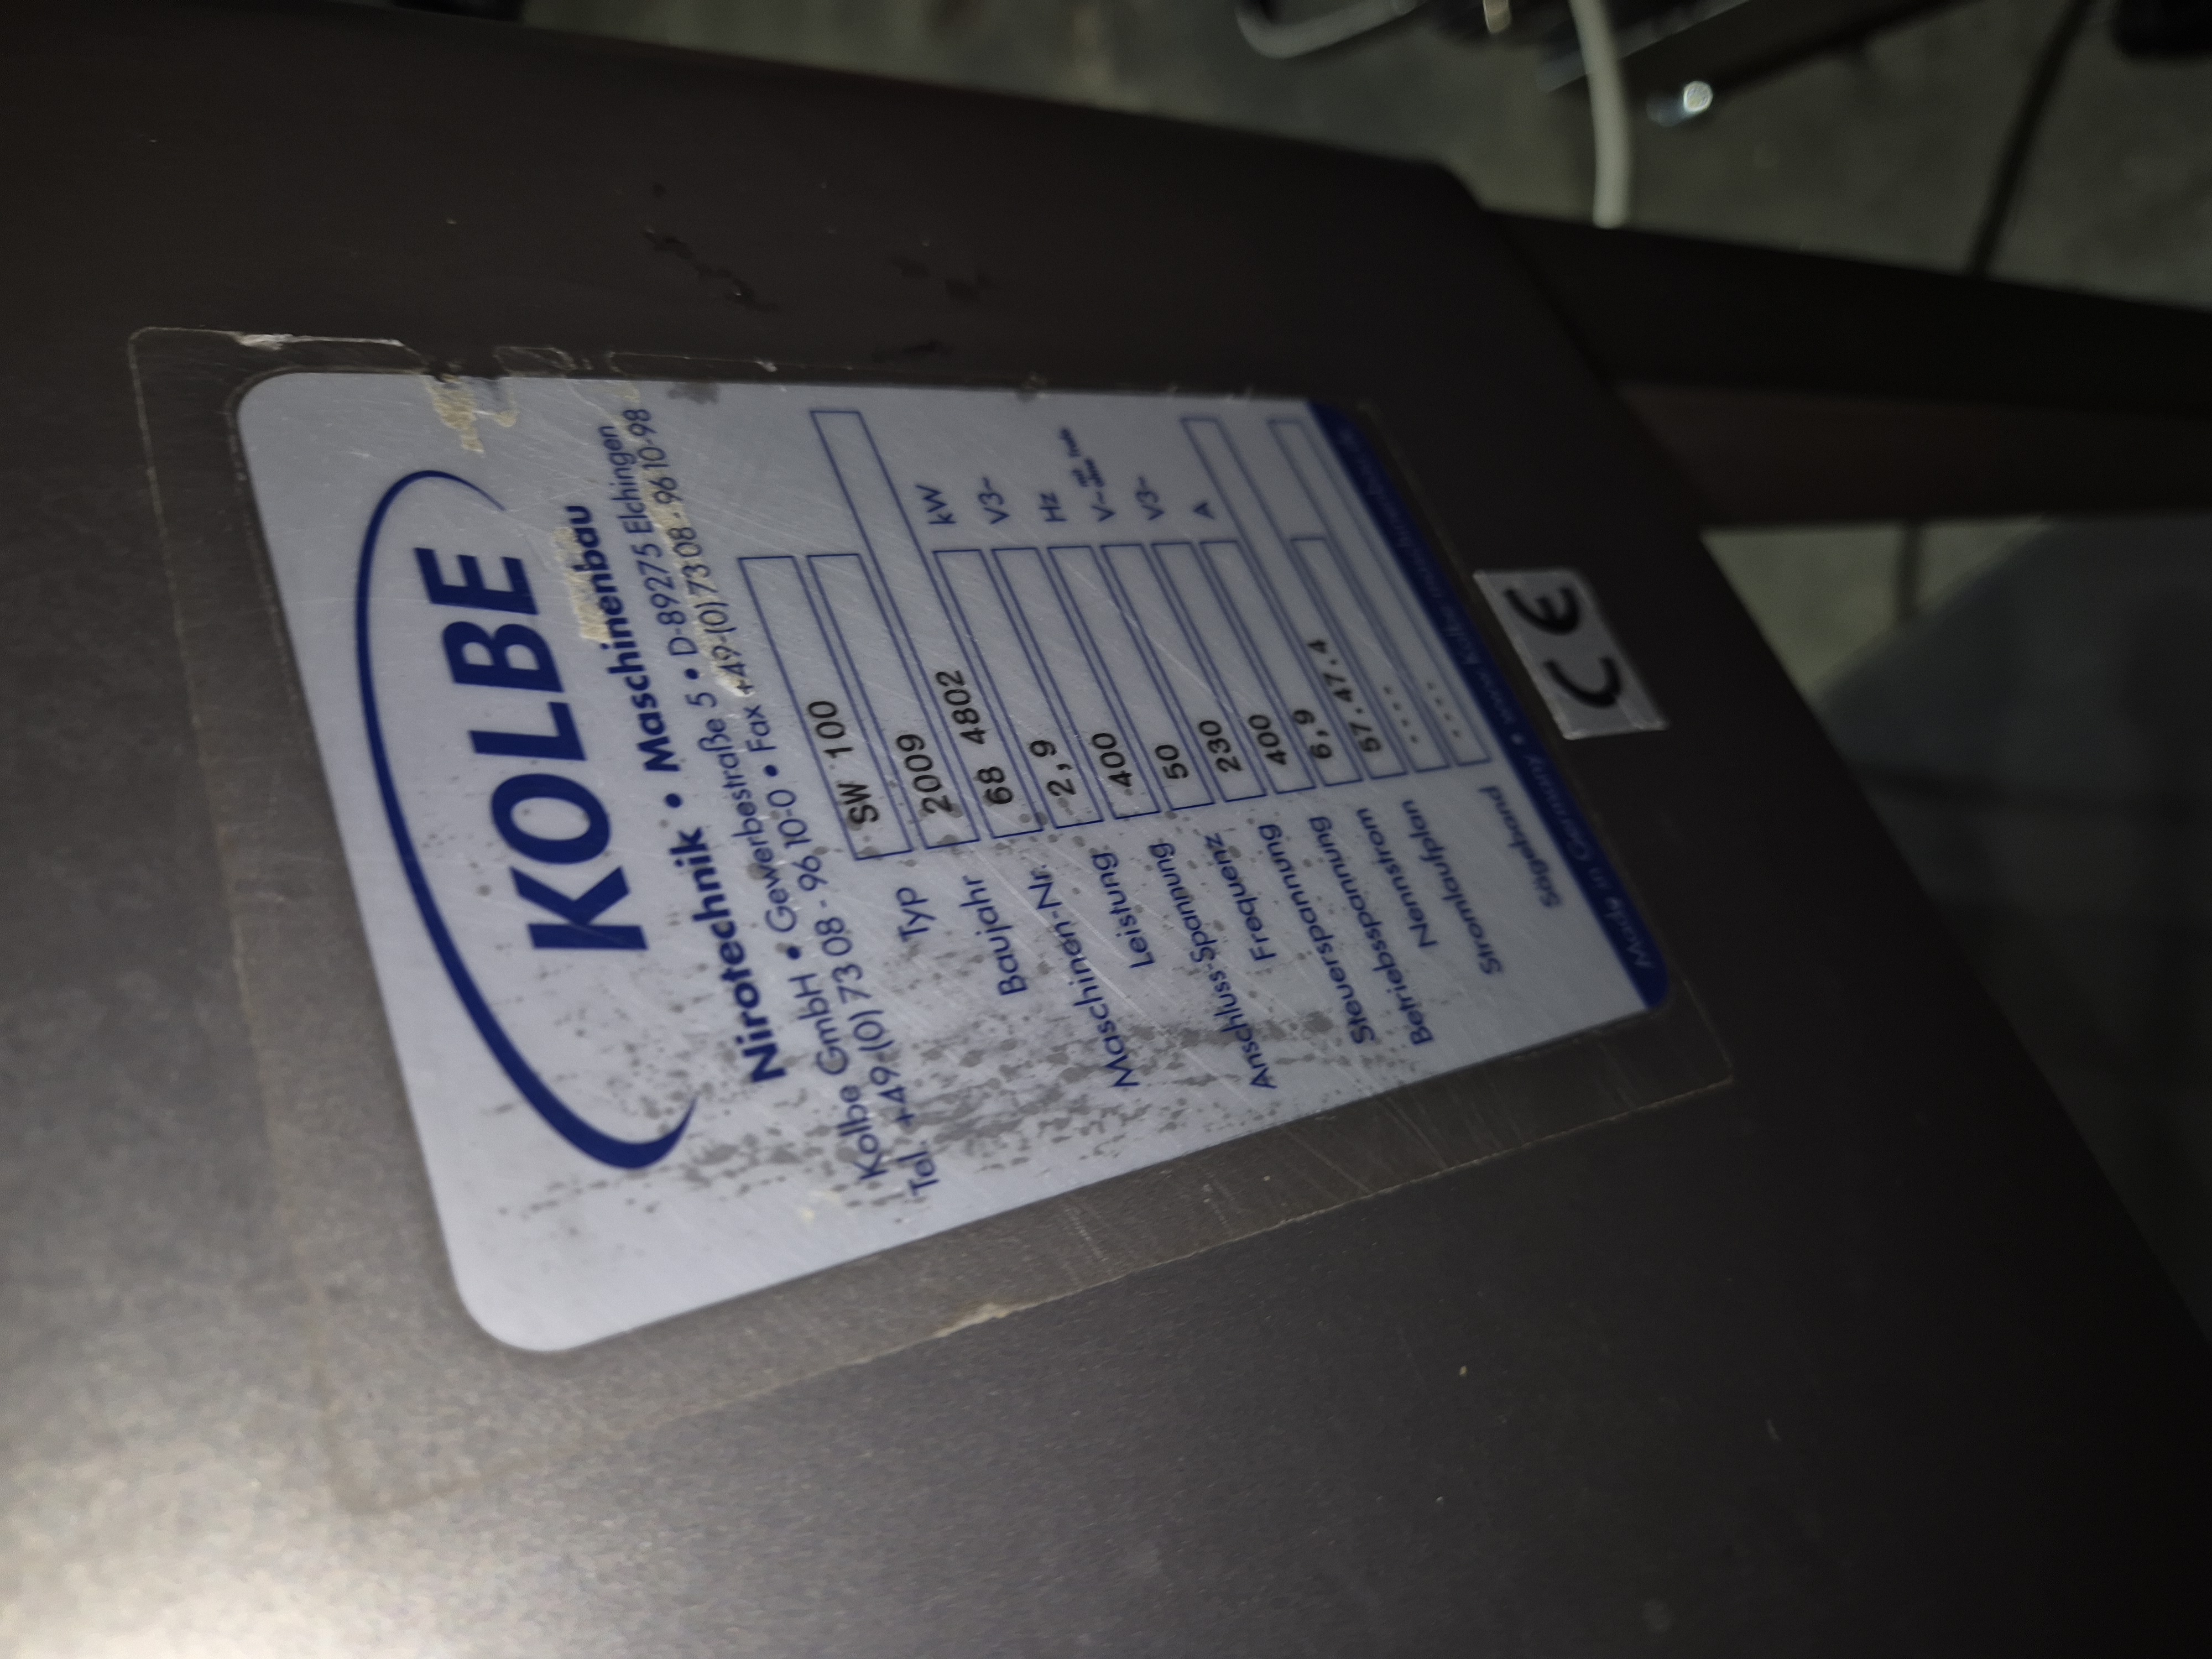 KOLBE
Nirotechnik • Maschinenbau
Kolbe GmbH • Gewerbestraße 5 • D-89275 Elchingen
Tel. +49-(0) 73 08 - 96 10-0 • Fax +49-(0) 73 08 - 96 10-98
Typ SW 100
Baujahr 2009
Maschinen-Nr. 68 4802
Leistung 2,9 kW
Anschluss-Spannung 400 V3~
Frequenz 50 Hz
Steuerspannung 230 V~
Betriebsspannung 400 V3~
Nennstrom 6,9 A
Stromlaufplan 57.47.4
Sägeband ....
....
Made in Germany •
CE